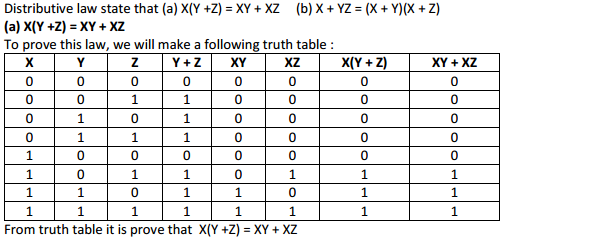 Distributive law state that (a) X(Y +Z) = XY + XZ (b) X + YZ = (X + Y)(X + Z)
(a) X(Y +Z) = XY + XZ
To prove this law, we will make a following truth table :
X Y Z Y + Z XY XZ X(Y + Z) XY + XZ
0 0 0 0 0 0 0 0
0 0 1 1 0 0 0 0
0 1 0 1 0 0 0 0
0 1 1 1 0 0 0 0
1 0 0 0 0 0 0 0
1 0 1 1 0 1 1 1
1 1 0 1 1 0 1 1
1 1 1 1 1 1 1 1
From truth table it is prove that X(Y +Z) = XY + XZ